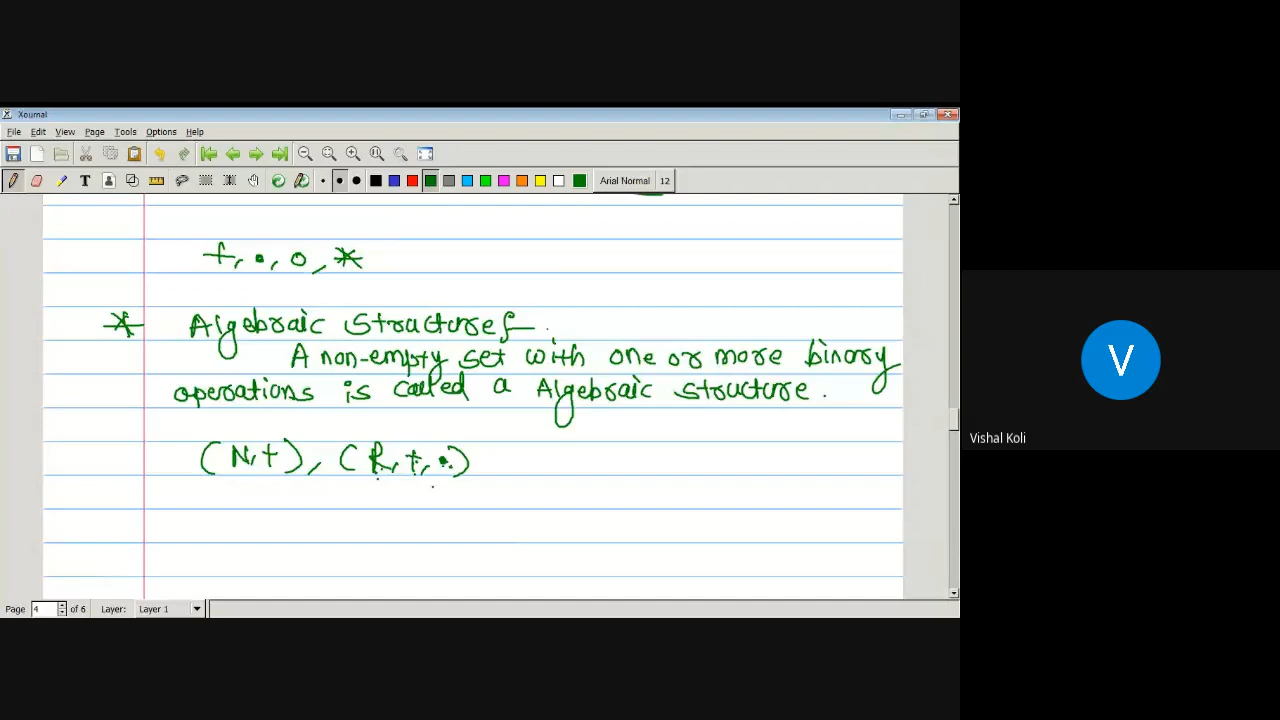 Xournal
File Edit View Page Tools Options Help
T Arial Normal 12
+, •, o, *
* Algebraic Structure :-
A non-empty set with one or more binary
operations is called a Algebraic structure.
(N,+), (R,+,•)
Page 4 of 6 Layer: Layer 1
V
Vishal Koli